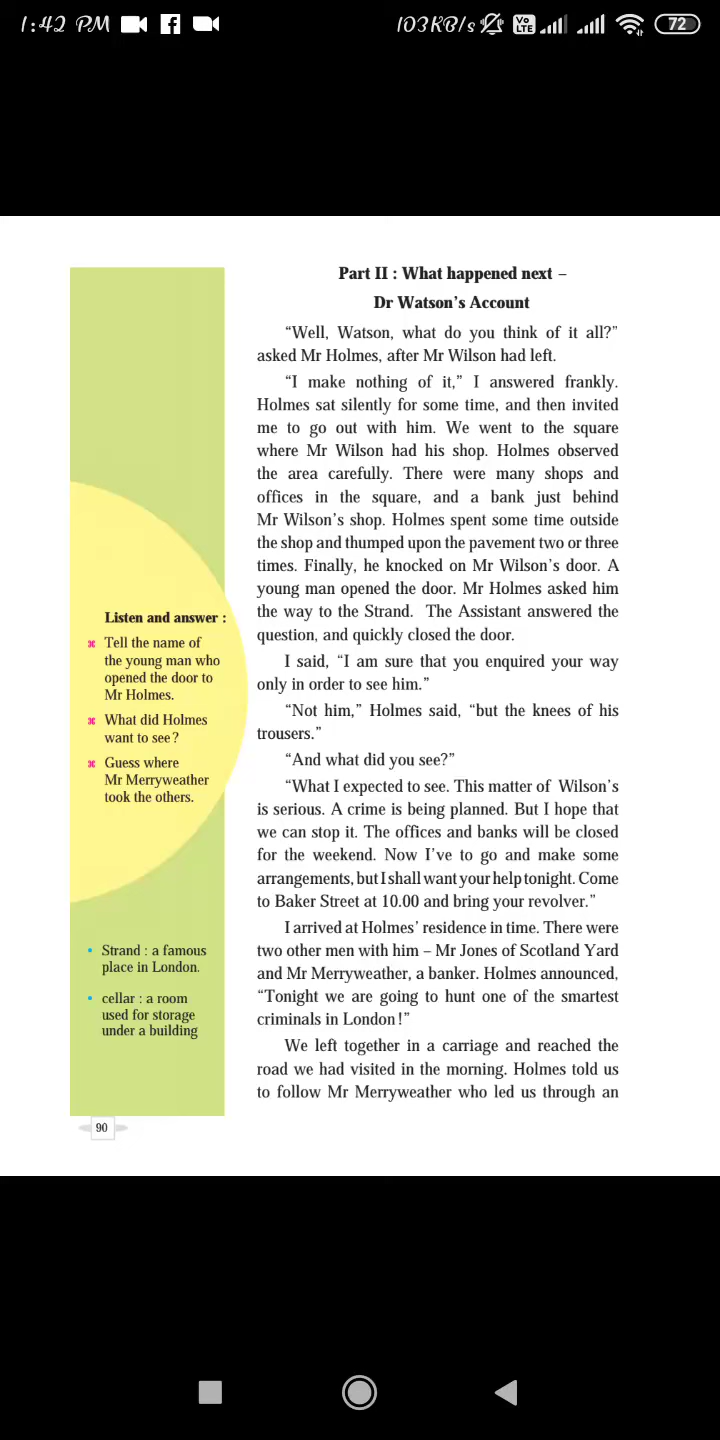 1:42 PM
103KB/s
Vo
LTE
72
Part II : What happened next –
Dr Watson's Account
“Well, Watson, what do you think of it all?”
asked Mr Holmes, after Mr Wilson had left.
“I make nothing of it,” I answered frankly.
Holmes sat silently for some time, and then invited
me to go out with him. We went to the square
where Mr Wilson had his shop. Holmes observed
the area carefully. There were many shops and
offices in the square, and a bank just behind
Mr Wilson's shop. Holmes spent some time outside
the shop and thumped upon the pavement two or three
times. Finally, he knocked on Mr Wilson's door. A
young man opened the door. Mr Holmes asked him
the way to the Strand. The Assistant answered the
question, and quickly closed the door.
I said, “I am sure that you enquired your way
only in order to see him.”
“Not him,” Holmes said, “but the knees of his
trousers.”
“And what did you see?”
“What I expected to see. This matter of Wilson's
is serious. A crime is being planned. But I hope that
we can stop it. The offices and banks will be closed
for the weekend. Now I've to go and make some
arrangements, but I shall want your help tonight. Come
to Baker Street at 10.00 and bring your revolver.”
I arrived at Holmes' residence in time. There were
two other men with him – Mr Jones of Scotland Yard
and Mr Merryweather, a banker. Holmes announced,
“Tonight we are going to hunt one of the smartest
criminals in London!”
We left together in a carriage and reached the
road we had visited in the morning. Holmes told us
to follow Mr Merryweather who led us through an
Listen and answer :
Tell the name of
the young man who
opened the door to
Mr Holmes.
What did Holmes
want to see?
Guess where
Mr Merryweather
took the others.
• Strand : a famous
place in London.
• cellar : a room
used for storage
under a building
90